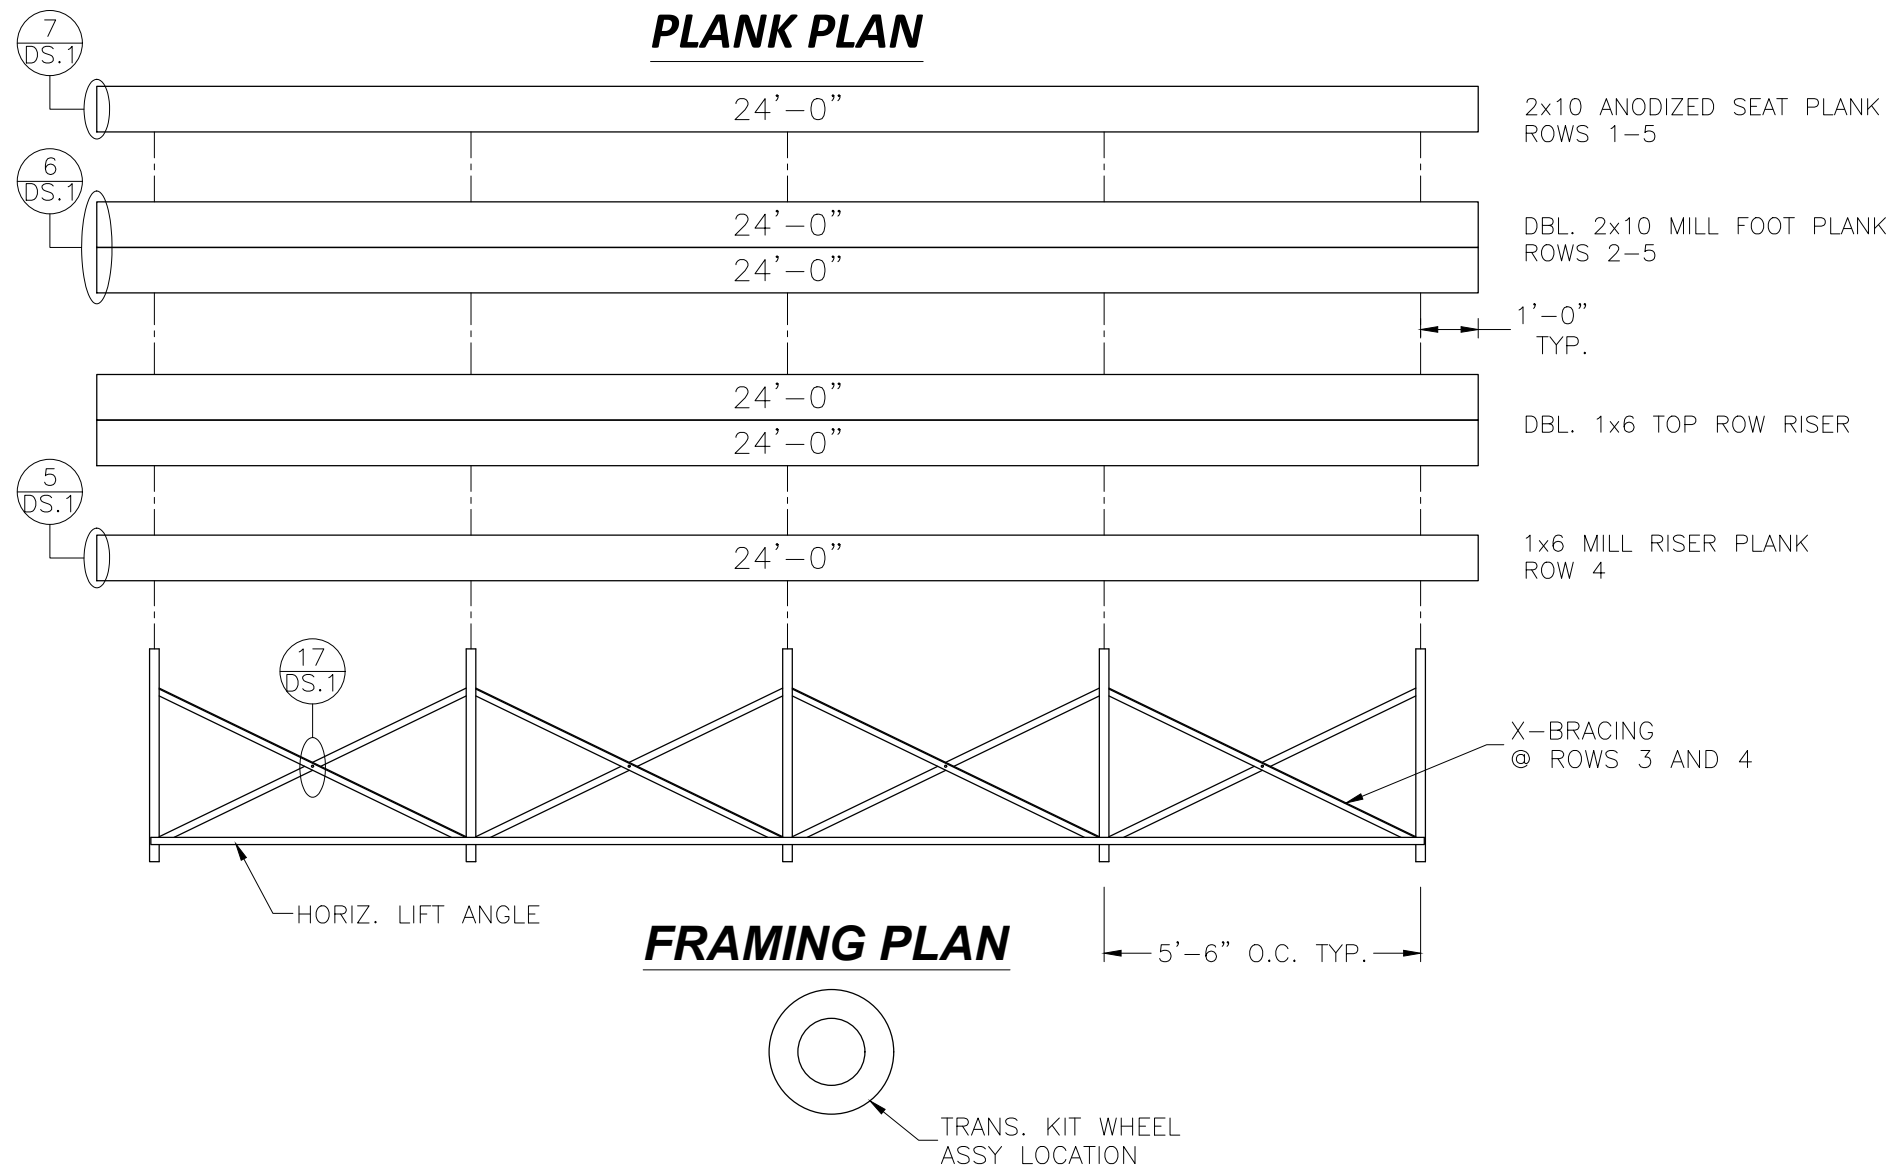 PLANK PLAN
7
DS.1
24'-0"
2x10 ANODIZED SEAT PLANK
ROWS 1-5
6
DS.1
24'-0"
24'-0"
DBL. 2x10 MILL FOOT PLANK
ROWS 2-5
1'-0"
TYP.
24'-0"
24'-0"
DBL. 1x6 TOP ROW RISER
5
DS.1
24'-0"
1x6 MILL RISER PLANK
ROW 4
17
DS.1
X-BRACING
@ ROWS 3 AND 4
HORIZ. LIFT ANGLE
5'-6" O.C. TYP.
FRAMING PLAN
TRANS. KIT WHEEL
ASSY LOCATION